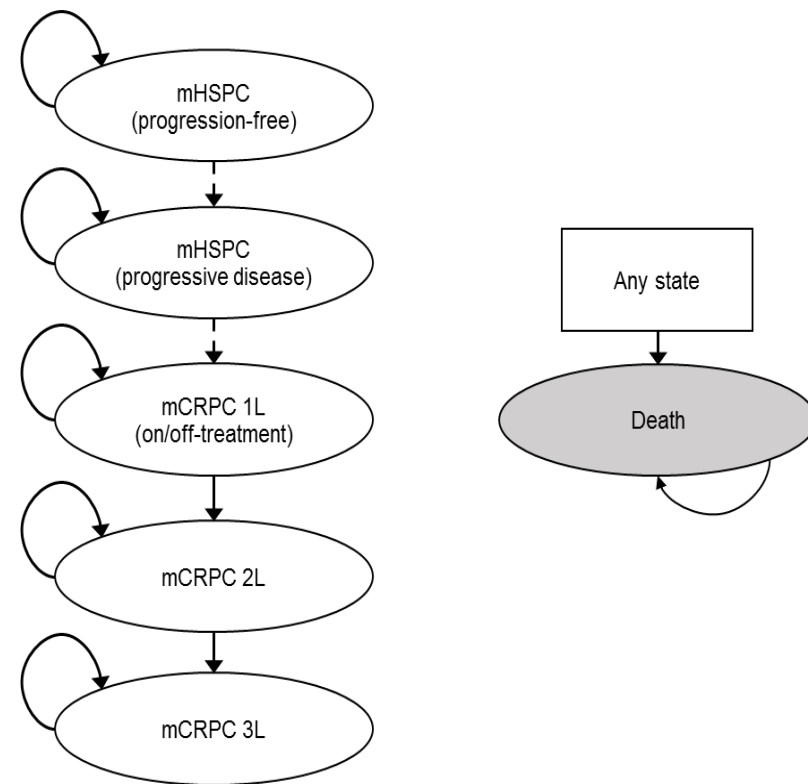 mHSPC
(progression-free)
mHSPC
(progressive disease)
mCRPC 1L
(on/off-treatment)
mCRPC 2L
mCRPC 3L
Any state
Death